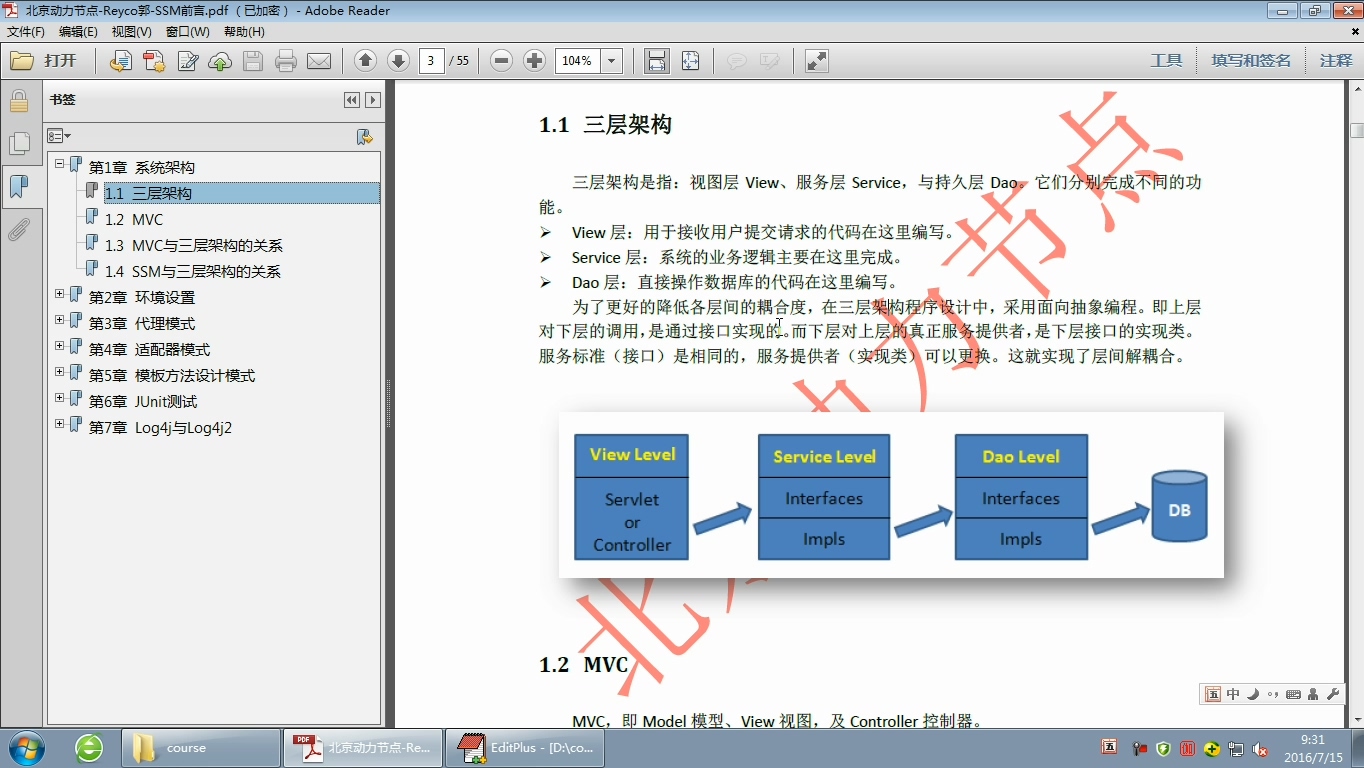 北京动力节点-Reyco郭-SSM前言.pdf （已加密） - Adobe Reader
文件(F) 编辑(E) 视图(V) 窗口(W) 帮助(H)
打开 3 / 55 104% 工具 填写和签名 注释
书签
第1章 系统架构
1.1 三层架构
1.2 MVC
1.3 MVC与三层架构的关系
1.4 SSM与三层架构的关系
第2章 环境设置
第3章 代理模式
第4章 适配器模式
第5章 模板方法设计模式
第6章 JUnit测试
第7章 Log4j与Log4j2
1.1 三层架构
三层架构是指：视图层 View、服务层 Service，与持久层 Dao。它们分别完成不同的功
能。
➢ View 层：用于接收用户提交请求的代码在这里编写。
➢ Service 层：系统的业务逻辑主要在这里完成。
➢ Dao 层：直接操作数据库的代码在这里编写。
为了更好的降低各层间的耦合度，在三层架构程序设计中，采用面向抽象编程。即上层
对下层的调用，是通过接口实现的。而下层对上层的真正服务提供者，是下层接口的实现类。
服务标准（接口）是相同的，服务提供者（实现类）可以更换。这就实现了层间解耦合。
View Level
Servlet
or
Controller
Service Level
Interfaces
Impls
Dao Level
Interfaces
Impls
DB
1.2 MVC
MVC，即 Model 模型、View 视图，及 Controller 控制器。
北京动力节点
五 中
course
PDF 北京动力节点-Re...
EditPlus - [D:\co...
五
9:31
2016/7/15